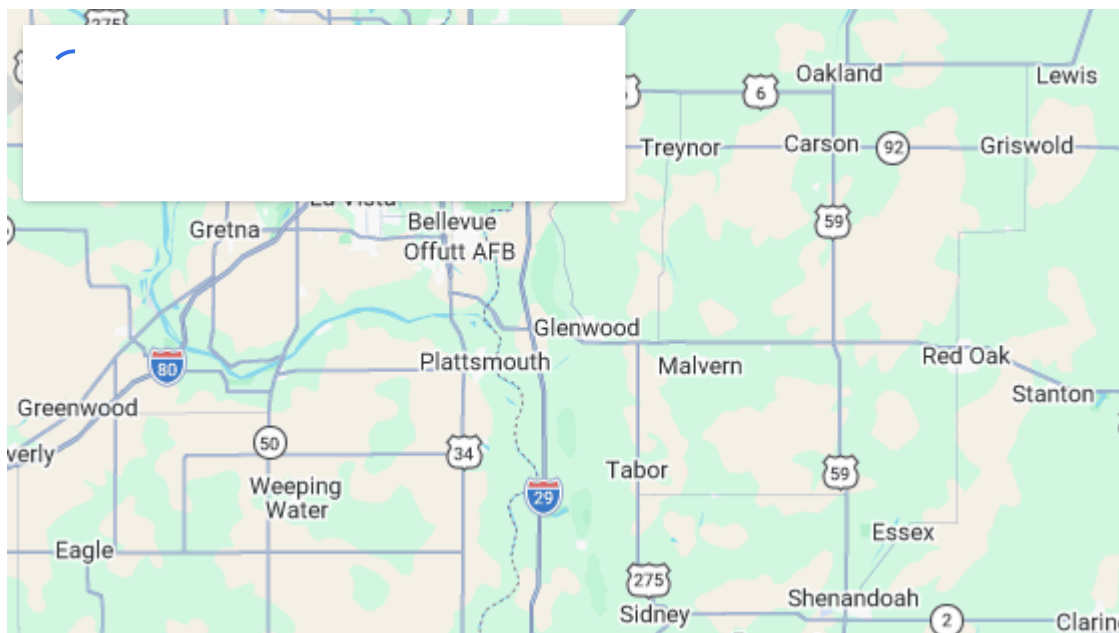 275
Oakland
Lewis
6
Treynor
Carson
92
Griswold
59
Gretna
Bellevue
Offutt AFB
Glenwood
80
Plattsmouth
Malvern
Red Oak
Stanton
Greenwood
50
verly
34
Tabor
59
29
Weeping
Water
Essex
Eagle
275
Shenandoah
Sidney
2
Clarin